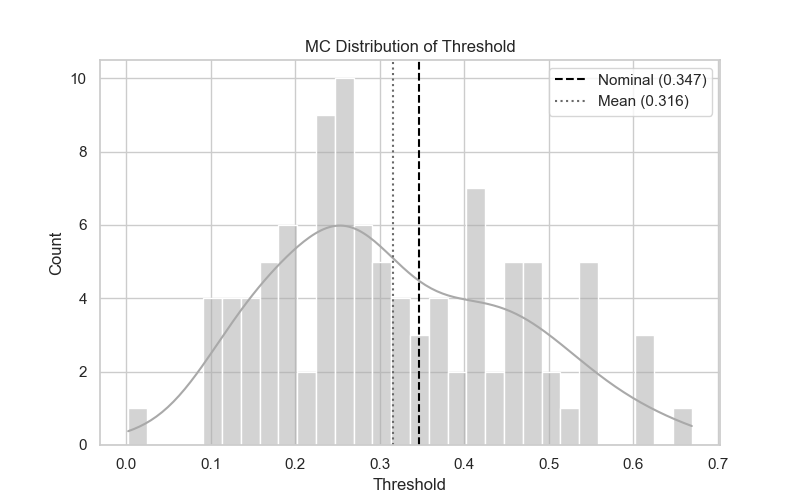 MC Distribution of Threshold
Nominal (0.347)
Mean (0.316)
Count
10
8
6
4
2
0
0.0 0.1 0.2 0.3 0.4 0.5 0.6 0.7
Threshold